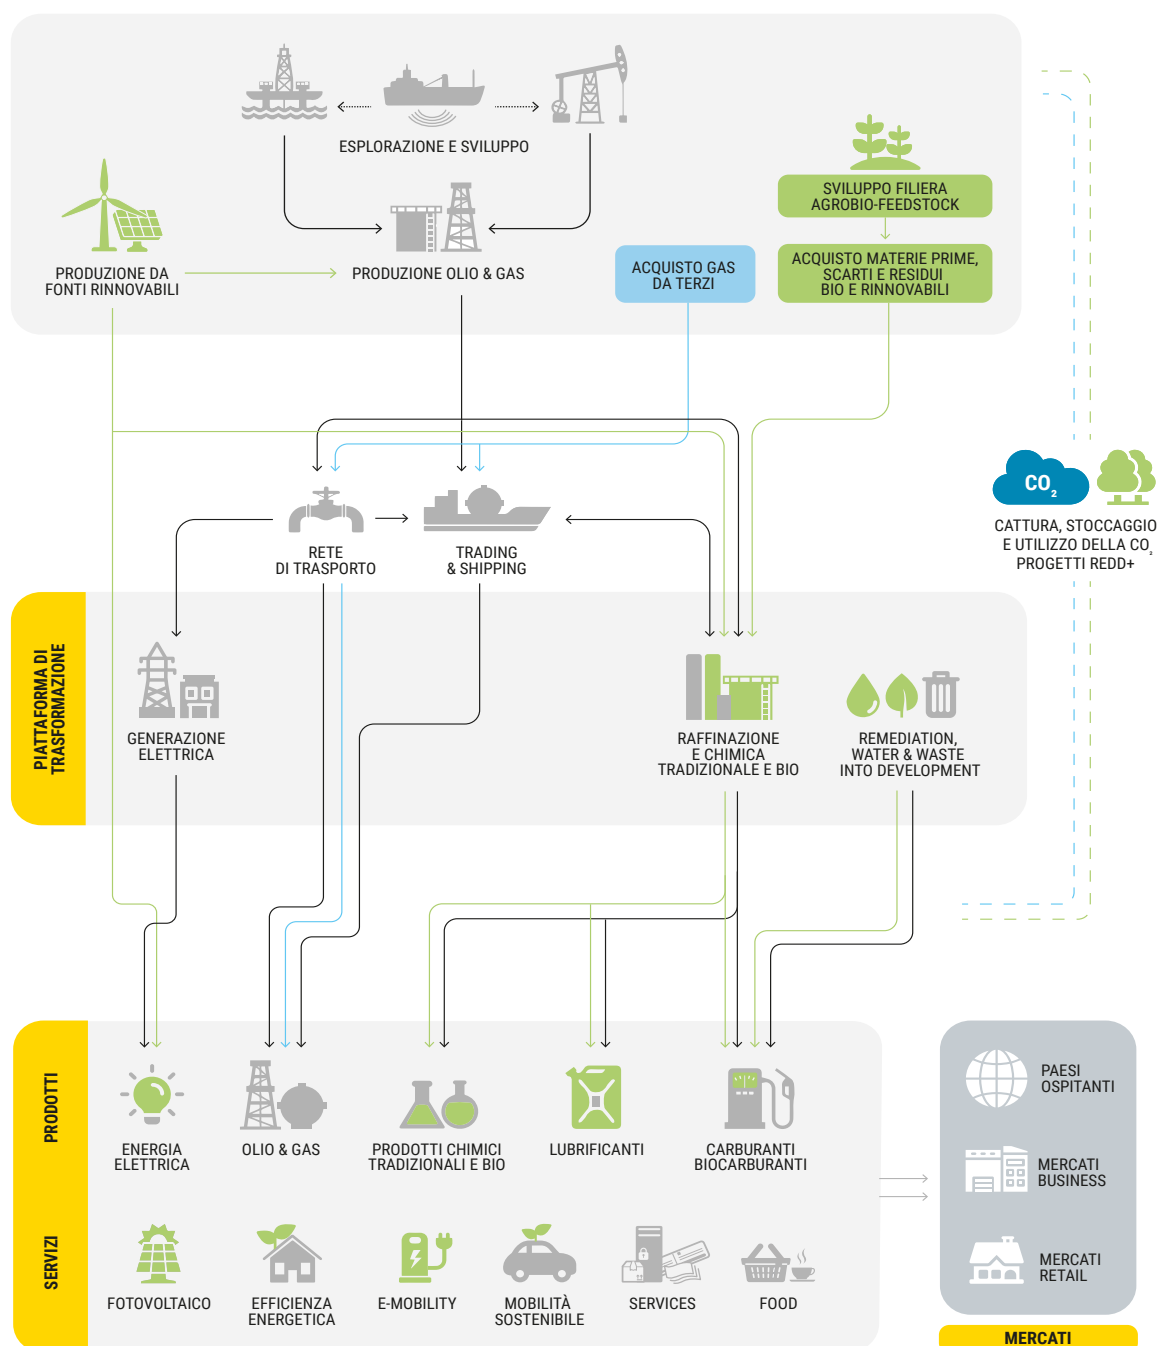 ESPLORAZIONE E SVILUPPO
SVILUPPO FILIERA
AGROBIO-FEEDSTOCK
PRODUZIONE DA
FONTI RINNOVABILI
PRODUZIONE OLIO & GAS
ACQUISTO GAS
DA TERZI
ACQUISTO MATERIE PRIME,
SCARTI E RESIDUI
BIO E RINNOVABILI
CO₂
CATTURA, STOCCAGGIO
E UTILIZZO DELLA CO₂
PROGETTI REDD+
RETE
DI TRASPORTO
TRADING
& SHIPPING
PIATTAFORMA DI
TRASFORMAZIONE
GENERAZIONE
ELETTRICA
RAFFINAZIONE
E CHIMICA
TRADIZIONALE E BIO
REMEDIATION,
WATER & WASTE
INTO DEVELOPMENT
PRODOTTI
ENERGIA
ELETTRICA
OLIO & GAS
PRODOTTI CHIMICI
TRADIZIONALI E BIO
LUBRIFICANTI
CARBURANTI
BIOCARBURANTI
SERVIZI
FOTOVOLTAICO
EFFICIENZA
ENERGETICA
E-MOBILITY
MOBILITÀ
SOSTENIBILE
SERVICES
FOOD
PAESI
OSPITANTI
MERCATI
BUSINESS
MERCATI
RETAIL
MERCATI